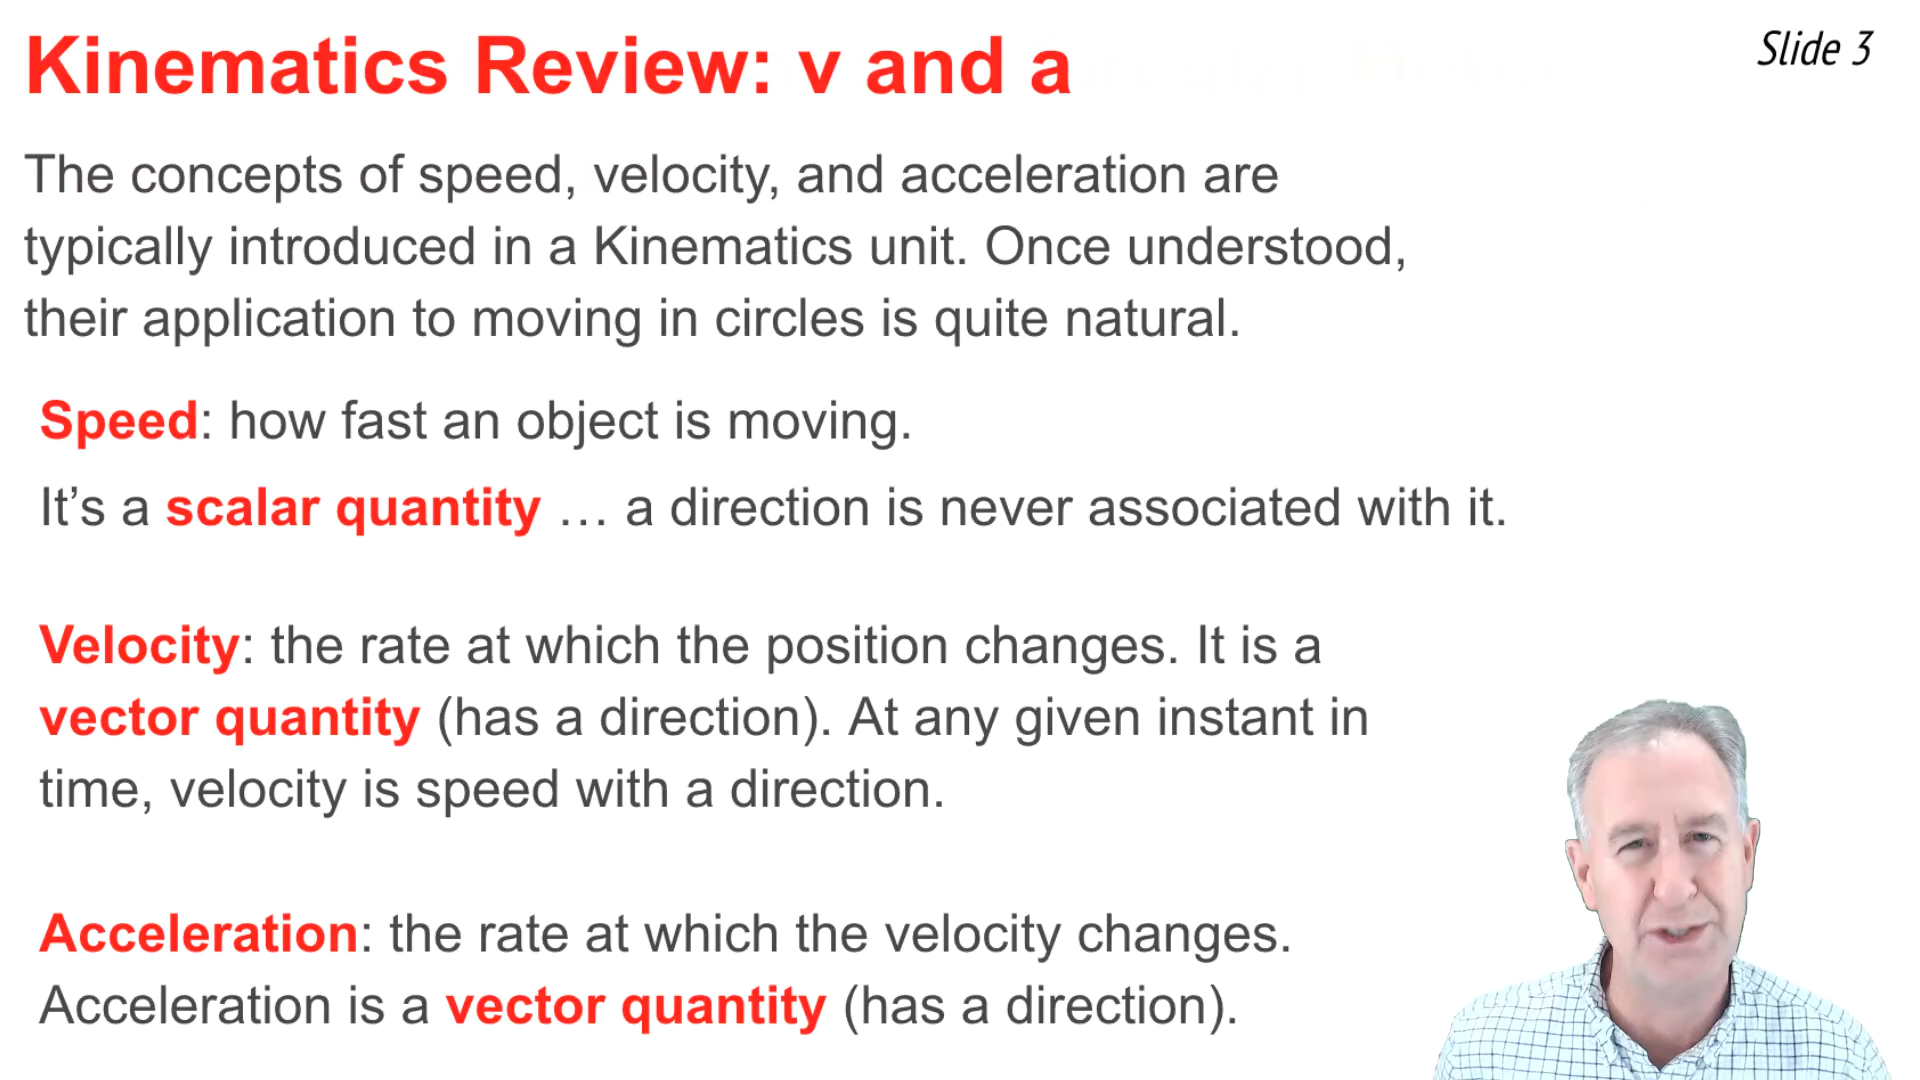 Kinematics Review: v and a
Slide 3
The concepts of speed, velocity, and acceleration are
typically introduced in a Kinematics unit. Once understood,
their application to moving in circles is quite natural.
Speed: how fast an object is moving.
It’s a scalar quantity … a direction is never associated with it.
Velocity: the rate at which the position changes. It is a
vector quantity (has a direction). At any given instant in
time, velocity is speed with a direction.
Acceleration: the rate at which the velocity changes.
Acceleration is a vector quantity (has a direction).